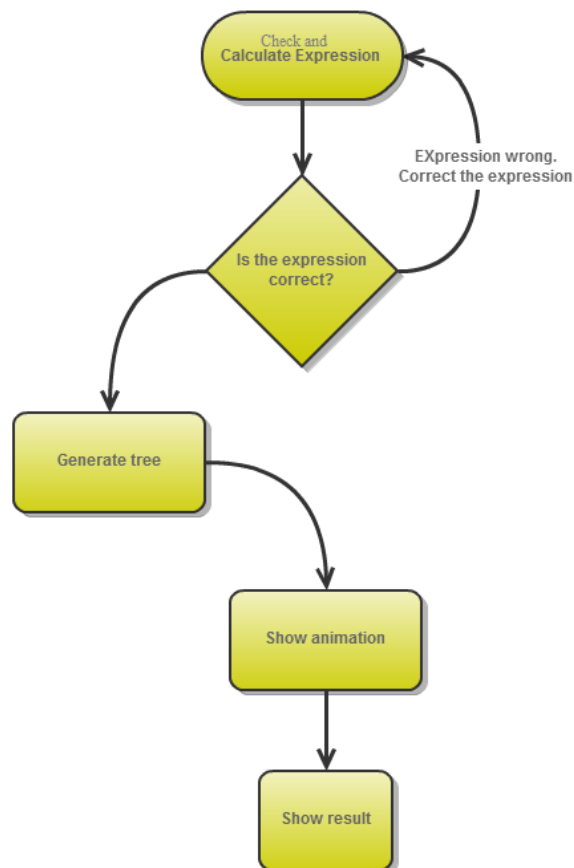 Check and
Calculate Expression
EXpression wrong.
Correct the expression
Is the expression
correct?
Generate tree
Show animation
Show result